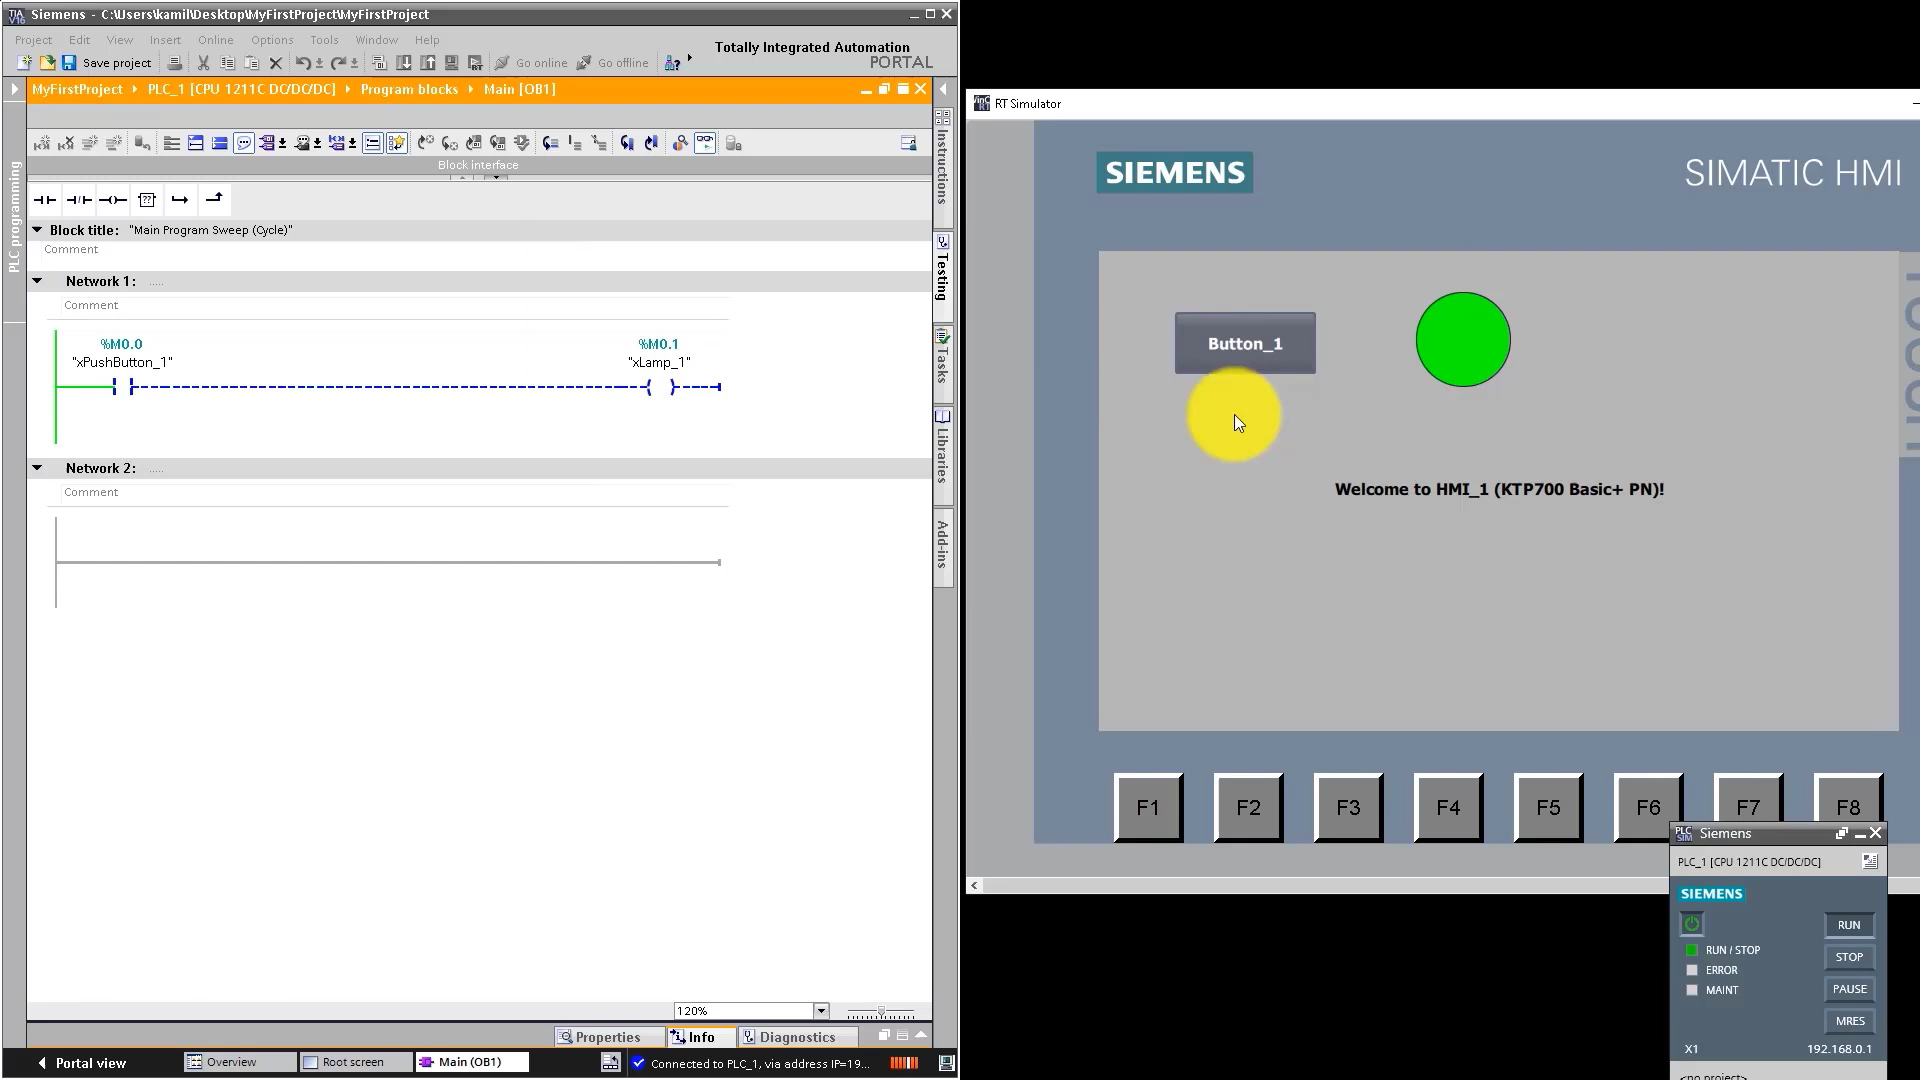 Siemens - C:\Users\kamil\Desktop\MyFirstProject\MyFirstProject
Project Edit View Insert Online Options Tools Window Help
Save project Go online Go offline
Totally Integrated Automation
PORTAL
MyFirstProject PLC_1 [CPU 1211C DC/DC/DC] Program blocks Main [OB1]
Block interface
PLC programming
Instructions
Testing
Tasks
Libraries
Add-ins
??
Block title: "Main Program Sweep (Cycle)"
Comment
Network 1: .....
Comment
%M0.0 %M0.1
"xPushButton_1" "xLamp_1"
Network 2: .....
Comment
120%
Properties Info Diagnostics
Portal view Overview Root screen Main (OB1) Connected to PLC_1, via address IP=19...
RT Simulator
SIEMENS SIMATIC HMI
Button_1
Welcome to HMI_1 (KTP700 Basic+ PN)!
F1 F2 F3 F4 F5 F6 F7 F8
Siemens
PLC_1 [CPU 1211C DC/DC/DC]
SIEMENS
RUN
RUN / STOP
STOP
ERROR
PAUSE
MAINT
MRES
X1 192.168.0.1
<no project>